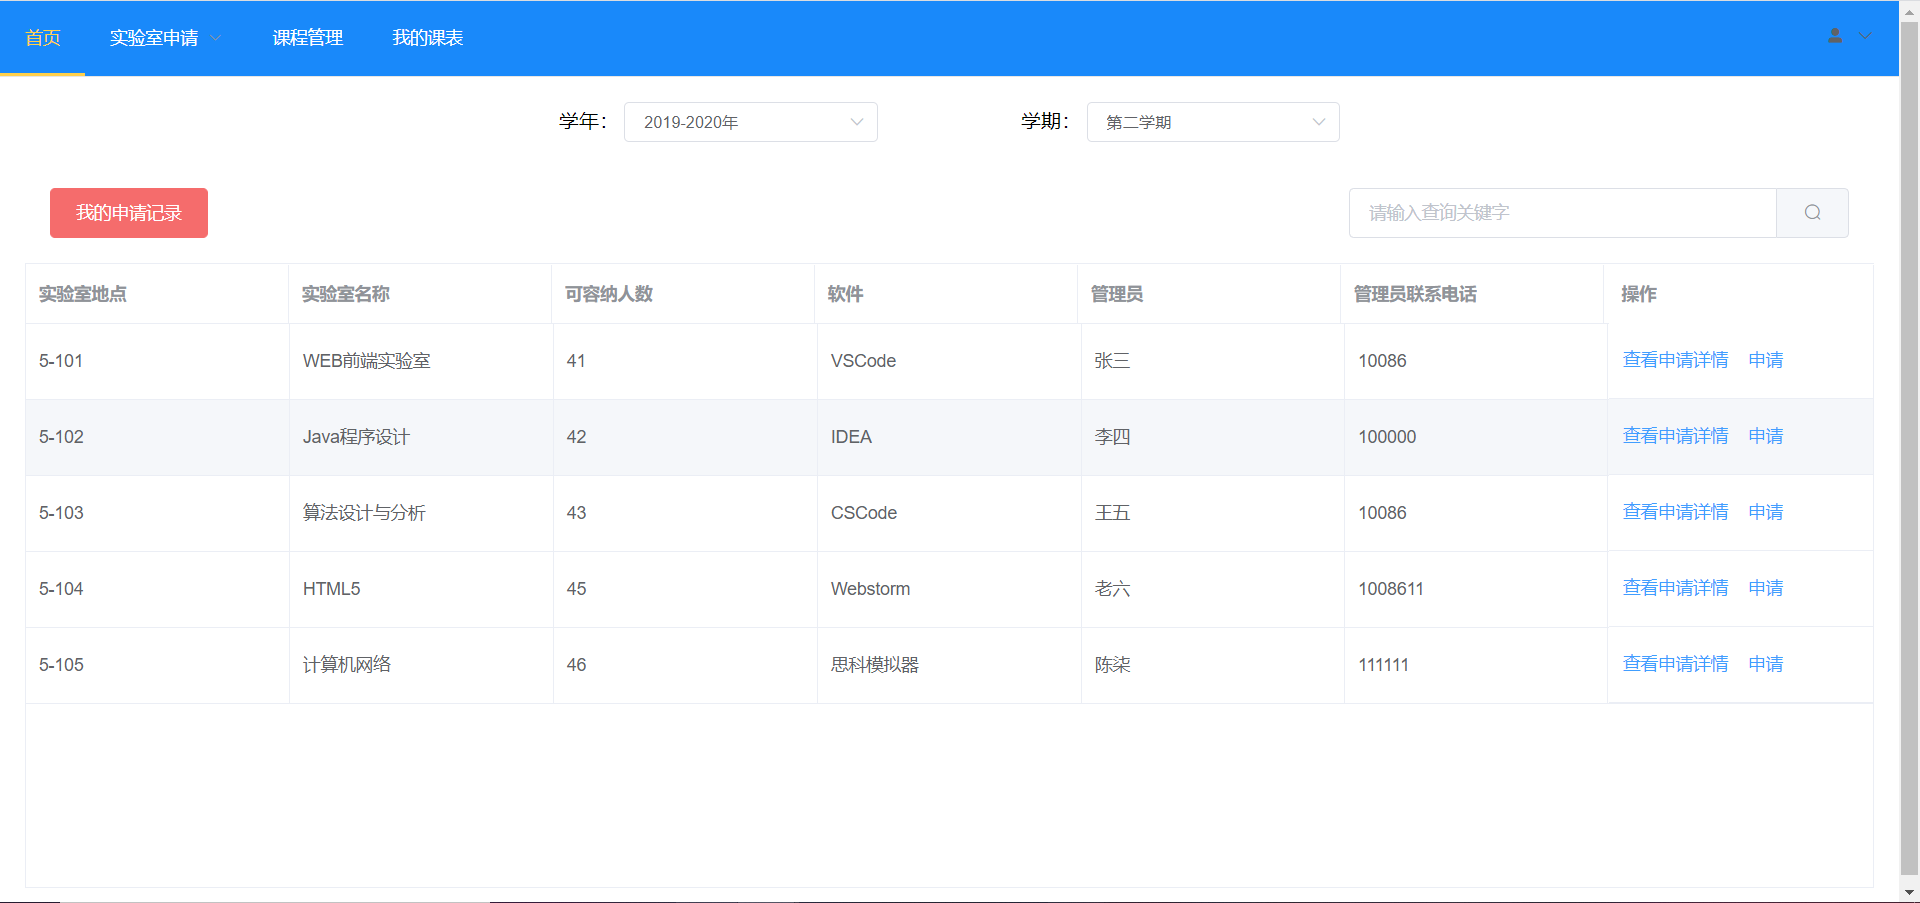 首页 实验室申请 课程管理 我的课表
学年： 2019-2020年 学期： 第二学期
我的申请记录 请输入查询关键字
实验室地点 实验室名称 可容纳人数 软件 管理员 管理员联系电话 操作
5-101 WEB前端实验室 41 VSCode 张三 10086 查看申请详情 申请
5-102 Java程序设计 42 IDEA 李四 100000 查看申请详情 申请
5-103 算法设计与分析 43 CSCode 王五 10086 查看申请详情 申请
5-104 HTML5 45 Webstorm 老六 1008611 查看申请详情 申请
5-105 计算机网络 46 思科模拟器 陈柒 111111 查看申请详情 申请